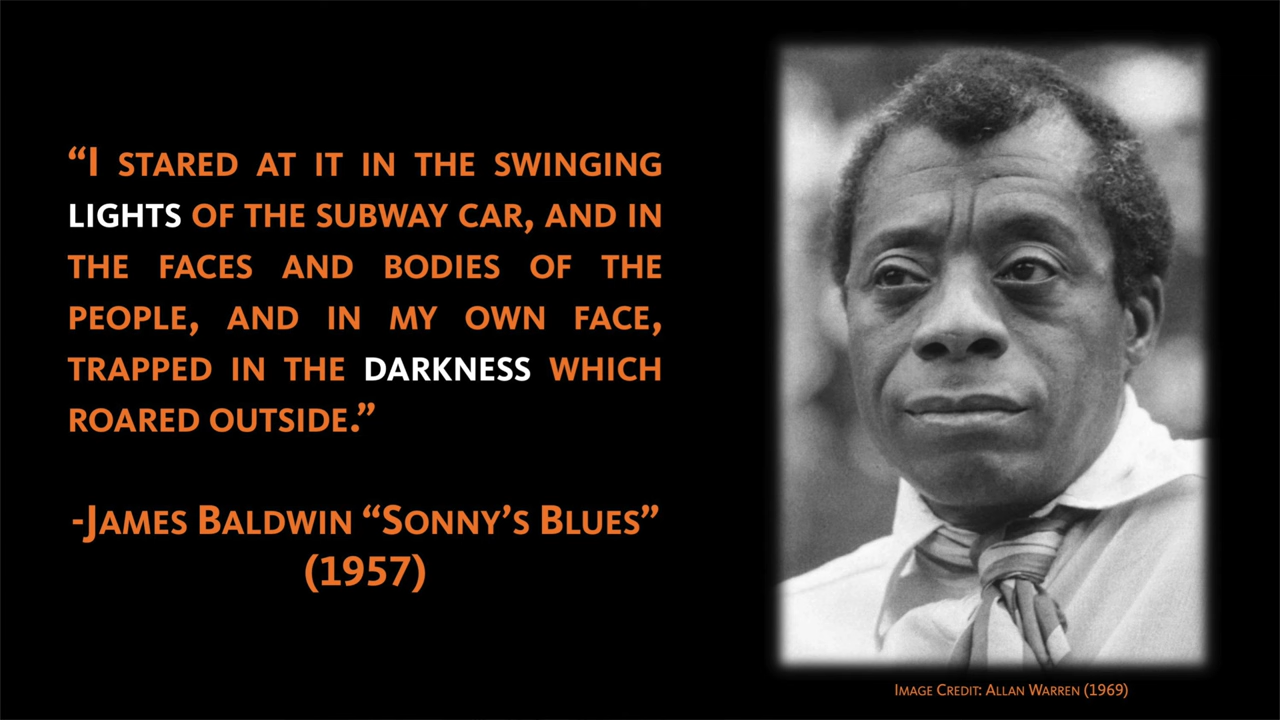 “I STARED AT IT IN THE SWINGING
LIGHTS OF THE SUBWAY CAR, AND IN
THE FACES AND BODIES OF THE
PEOPLE, AND IN MY OWN FACE,
TRAPPED IN THE DARKNESS WHICH
ROARED OUTSIDE.”
-JAMES BALDWIN “SONNY’S BLUES”
(1957)
IMAGE CREDIT: ALLAN WARREN (1969)